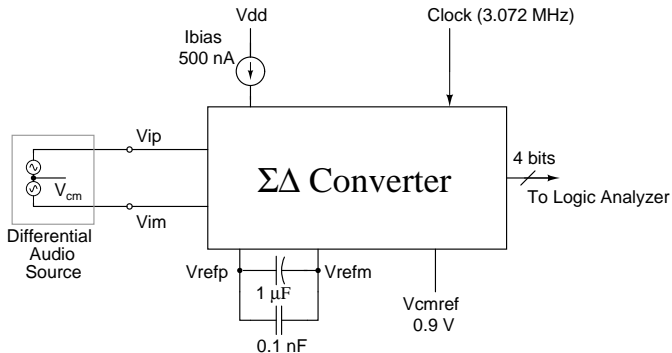 Vdd
Clock (3.072 MHz)
Ibias
500 nA
Vip
Vcm
Vim
ΣΔ Converter
4 bits
To Logic Analyzer
Differential
Audio
Source
Vrefp
Vrefm
1 μF
0.1 nF
Vcmref
0.9 V